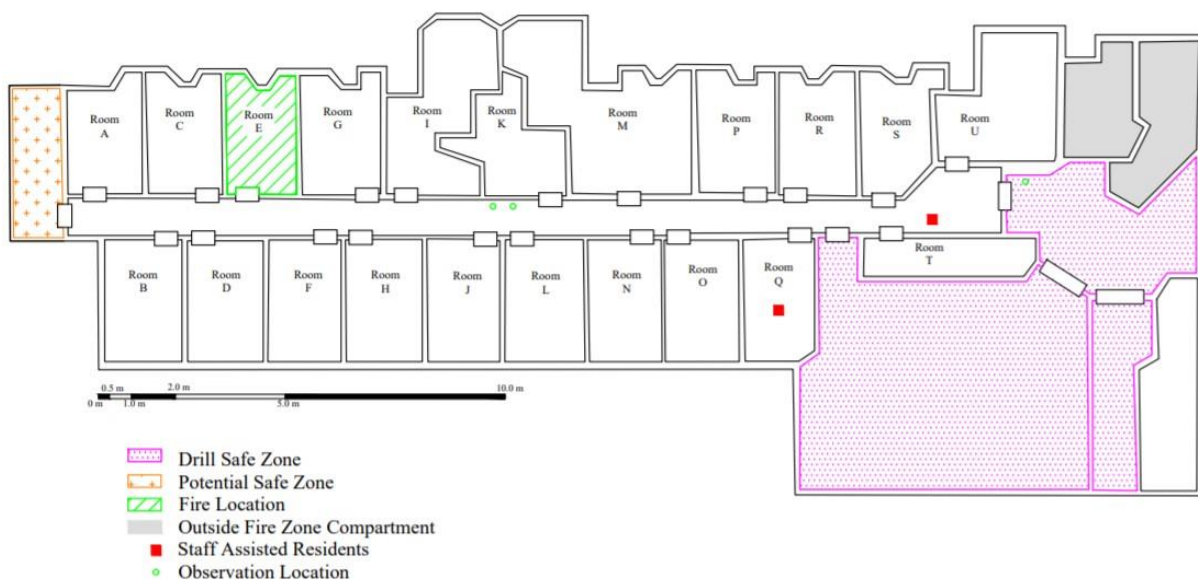 Room
A
Room
C
Room
E
Room
G
Room
I
Room
K
Room
M
Room
P
Room
R
Room
S
Room
U
Room
B
Room
D
Room
F
Room
H
Room
J
Room
L
Room
N
Room
O
Room
Q
Room
T
0.5 m 2.0 m 10.0 m
0 m 1.0 m 5.0 m
Drill Safe Zone
Potential Safe Zone
Fire Location
Outside Fire Zone Compartment
Staff Assisted Residents
Observation Location